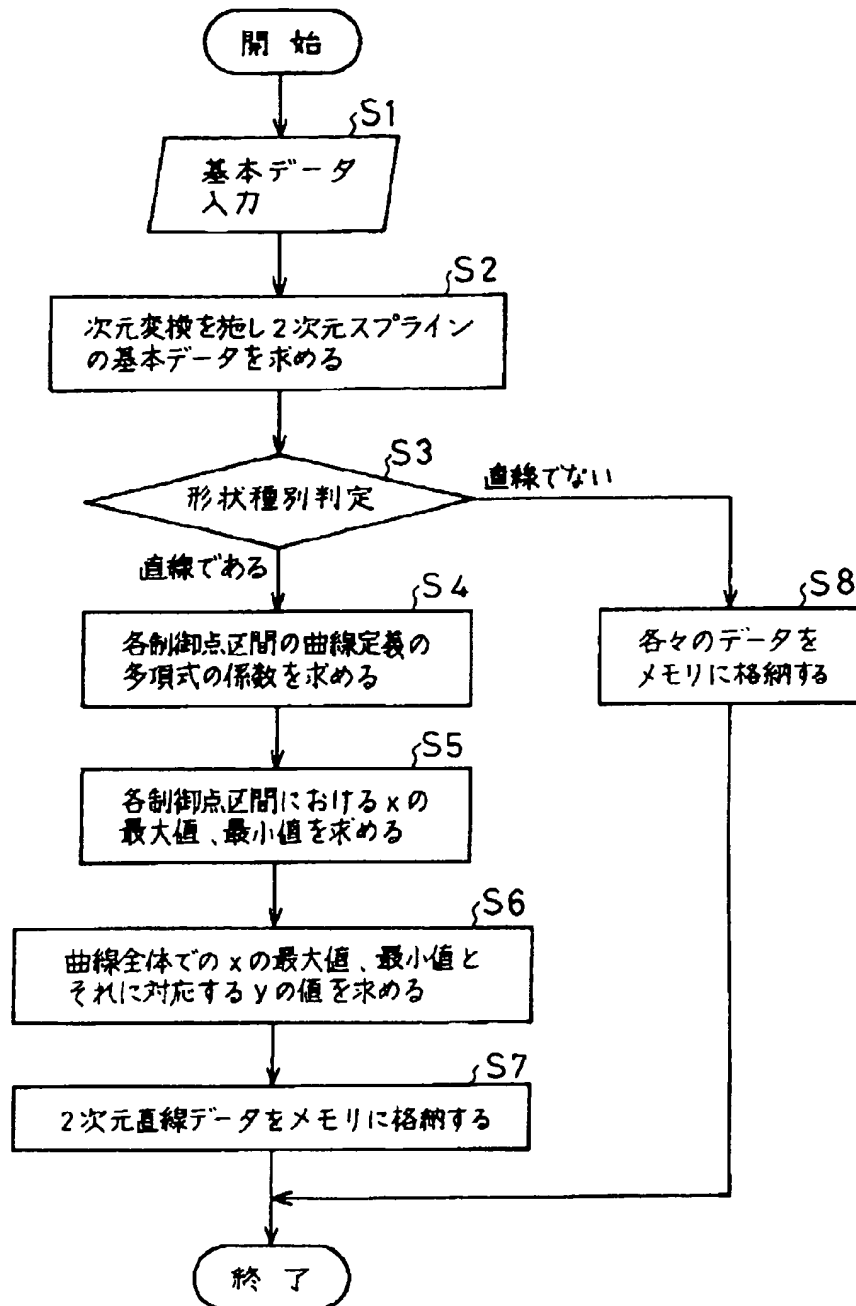 開始
S1
基本データ
入力
S2
次元変換を施し2次元スプライン
の基本データを求める
S3
形状種別判定
直線でない
直線である
S4
各制御点区間の曲線定義の
多項式の係数を求める
S8
各々のデータを
メモリに格納する
S5
各制御点区間におけるxの
最大値、最小値を求める
S6
曲線全体でのxの最大値、最小値と
それに対応するyの値を求める
S7
2次元直線データをメモリに格納する
終了